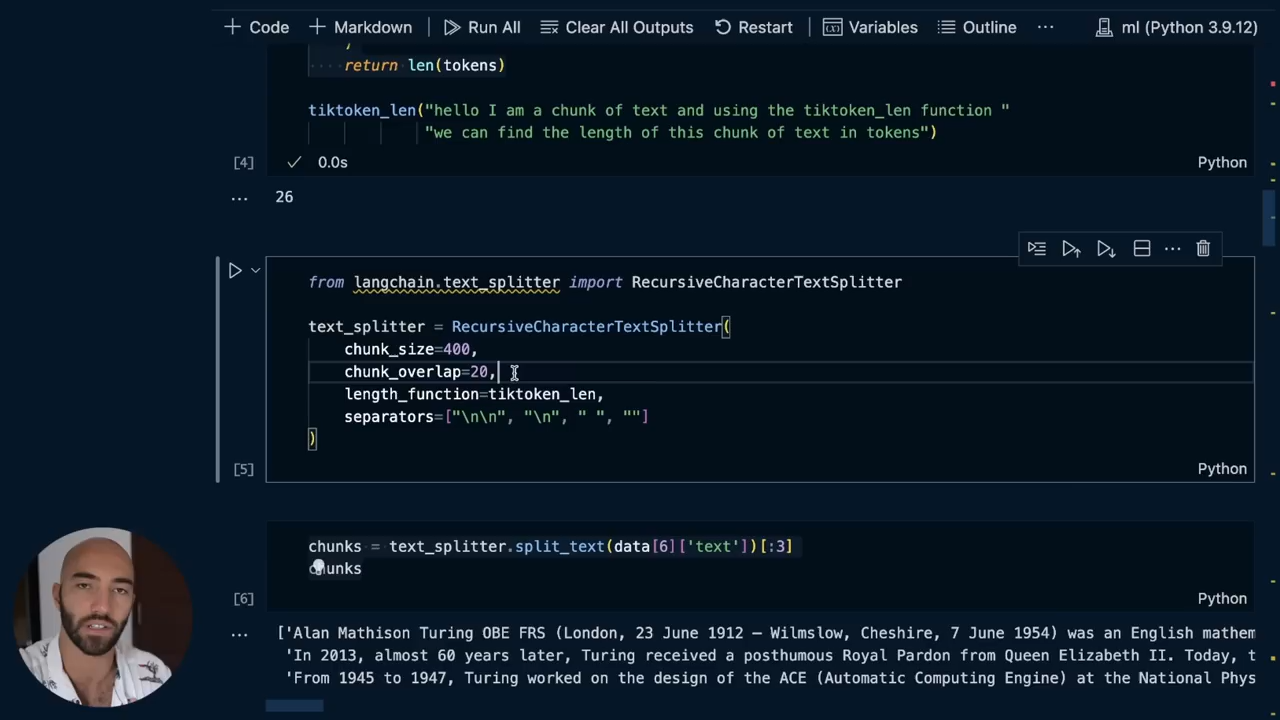 Code Markdown Run All Clear All Outputs Restart Variables Outline ··· ml (Python 3.9.12)
return len(tokens)
tiktoken_len("hello I am a chunk of text and using the tiktoken_len function "
"we can find the length of this chunk of text in tokens")
[4] 0.0s Python
... 26
from langchain.text_splitter import RecursiveCharacterTextSplitter
text_splitter = RecursiveCharacterTextSplitter(
chunk_size=400,
chunk_overlap=20,
length_function=tiktoken_len,
separators=["\n\n", "\n", " ", ""]
)
[5] Python
chunks = text_splitter.split_text(data[6]['text'])[:3]
chunks
[6] Python
... ['Alan Mathison Turing OBE FRS (London, 23 June 1912 – Wilmslow, Cheshire, 7 June 1954) was an English mathem
'In 2013, almost 60 years later, Turing received a posthumous Royal Pardon from Queen Elizabeth II. Today, t
'From 1945 to 1947, Turing worked on the design of the ACE (Automatic Computing Engine) at the National Phys